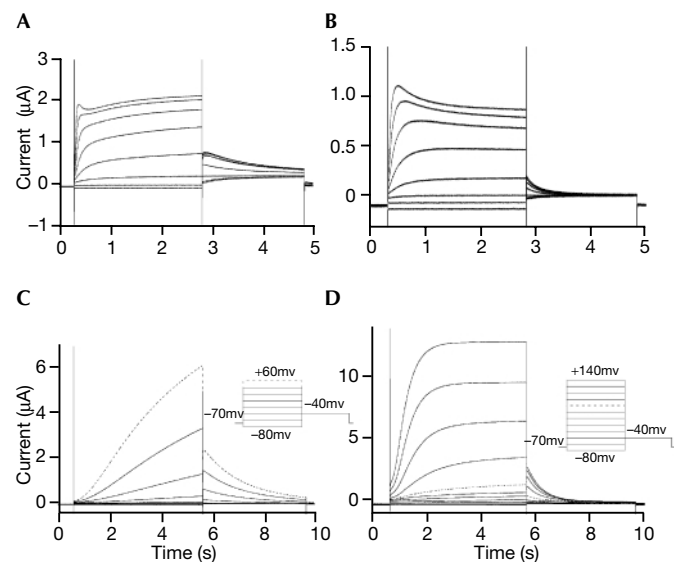 A
Current (µA)
3
2
1
0
–1
0 1 2 3 4 5
B
1.5
1.0
0.5
0
0 1 2 3 4 5
C
Current (µA)
6
4
2
0
0 2 4 6 8 10
Time (s)
+60mv
–70mv
–40mv
–80mv
D
10
5
0
0 2 4 6 8 10
Time (s)
+140mv
–70mv
–40mv
–80mv